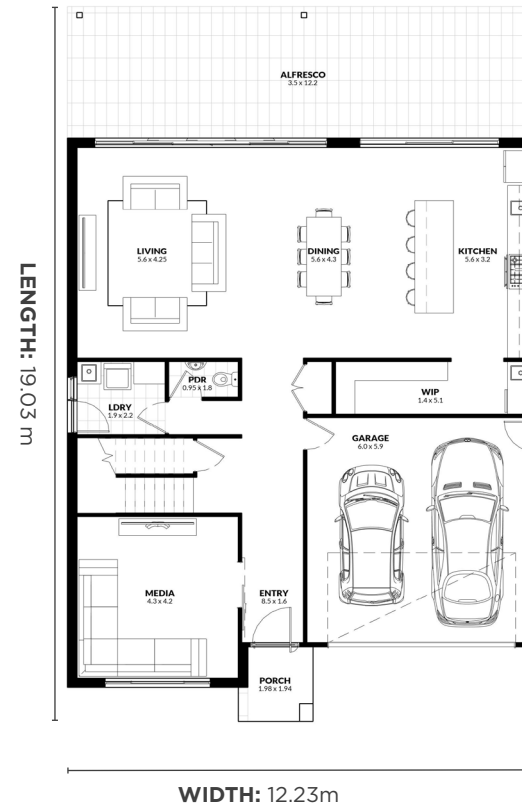 ALFRESCO
3.5 x 12.2
LIVING
5.6 x 4.25
DINING
5.6 x 4.3
KITCHEN
5.6 x 3.2
PDR
0.95 x 1.8
LDRY
1.9 x 2.2
WIP
1.4 x 5.1
GARAGE
6.0 x 5.9
MEDIA
4.3 x 4.2
ENTRY
8.5 x 1.6
PORCH
1.98 x 1.94
LENGTH: 19.03 m
WIDTH: 12.23m